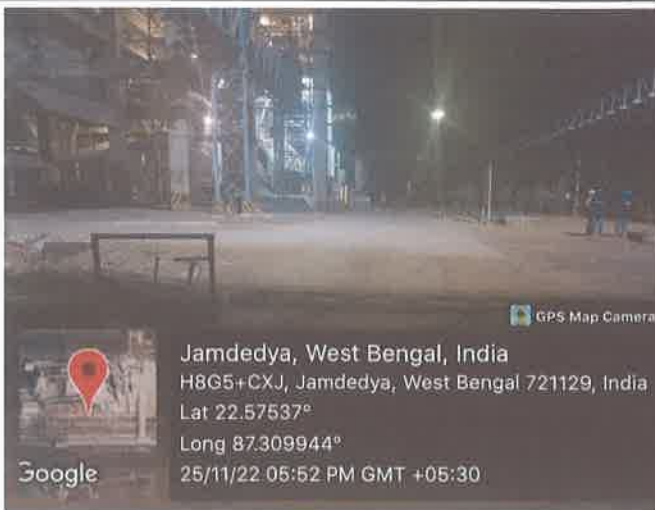 GPS Map Camera
Jamdedya, West Bengal, India
H8G5+CXJ, Jamdedya, West Bengal 721129, India
Lat 22.57537°
Long 87.309944°
25/11/22 05:52 PM GMT +05:30
Google